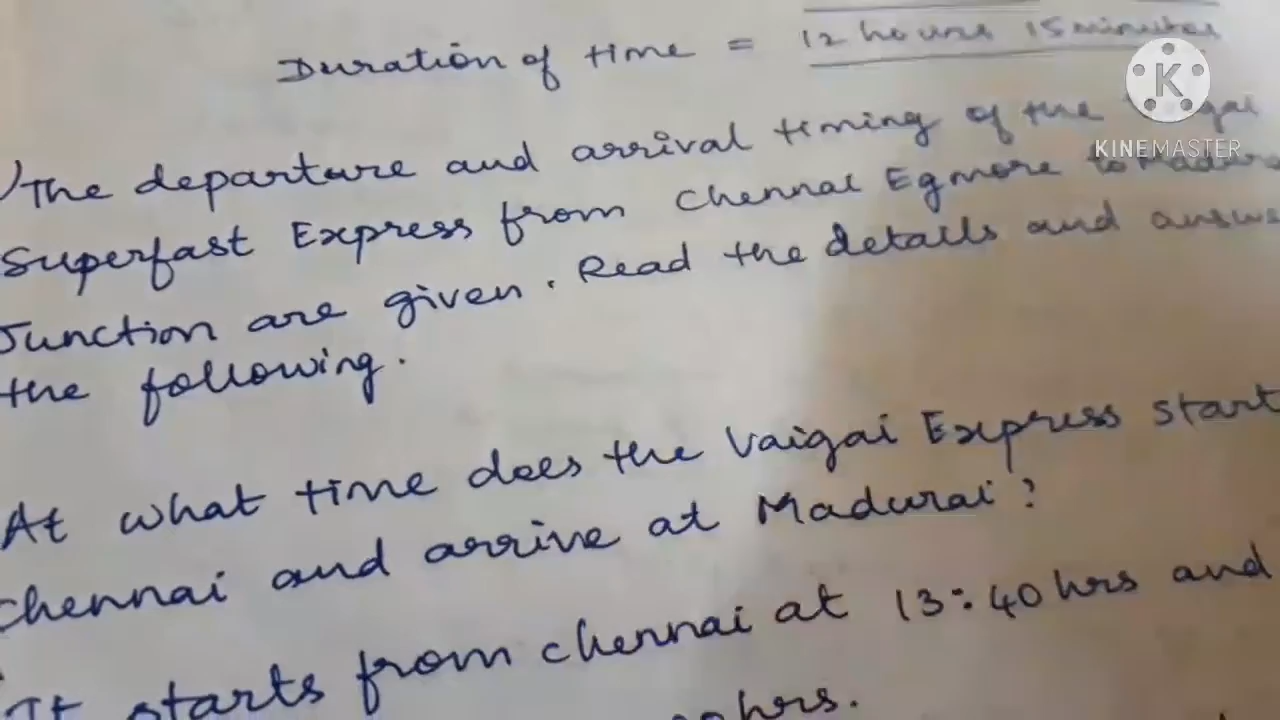 Duration of time = 12 hours 15 minutes
KINEMASTER
The departure and arrival timing of the
Superfast Express from Chennai Egmore to
Junction are given. Read the details and
the following.
At what time does the Vaigai Express start
Chennai and arrive at Madurai?
It starts from chennai at 13:40 hrs and
hrs.